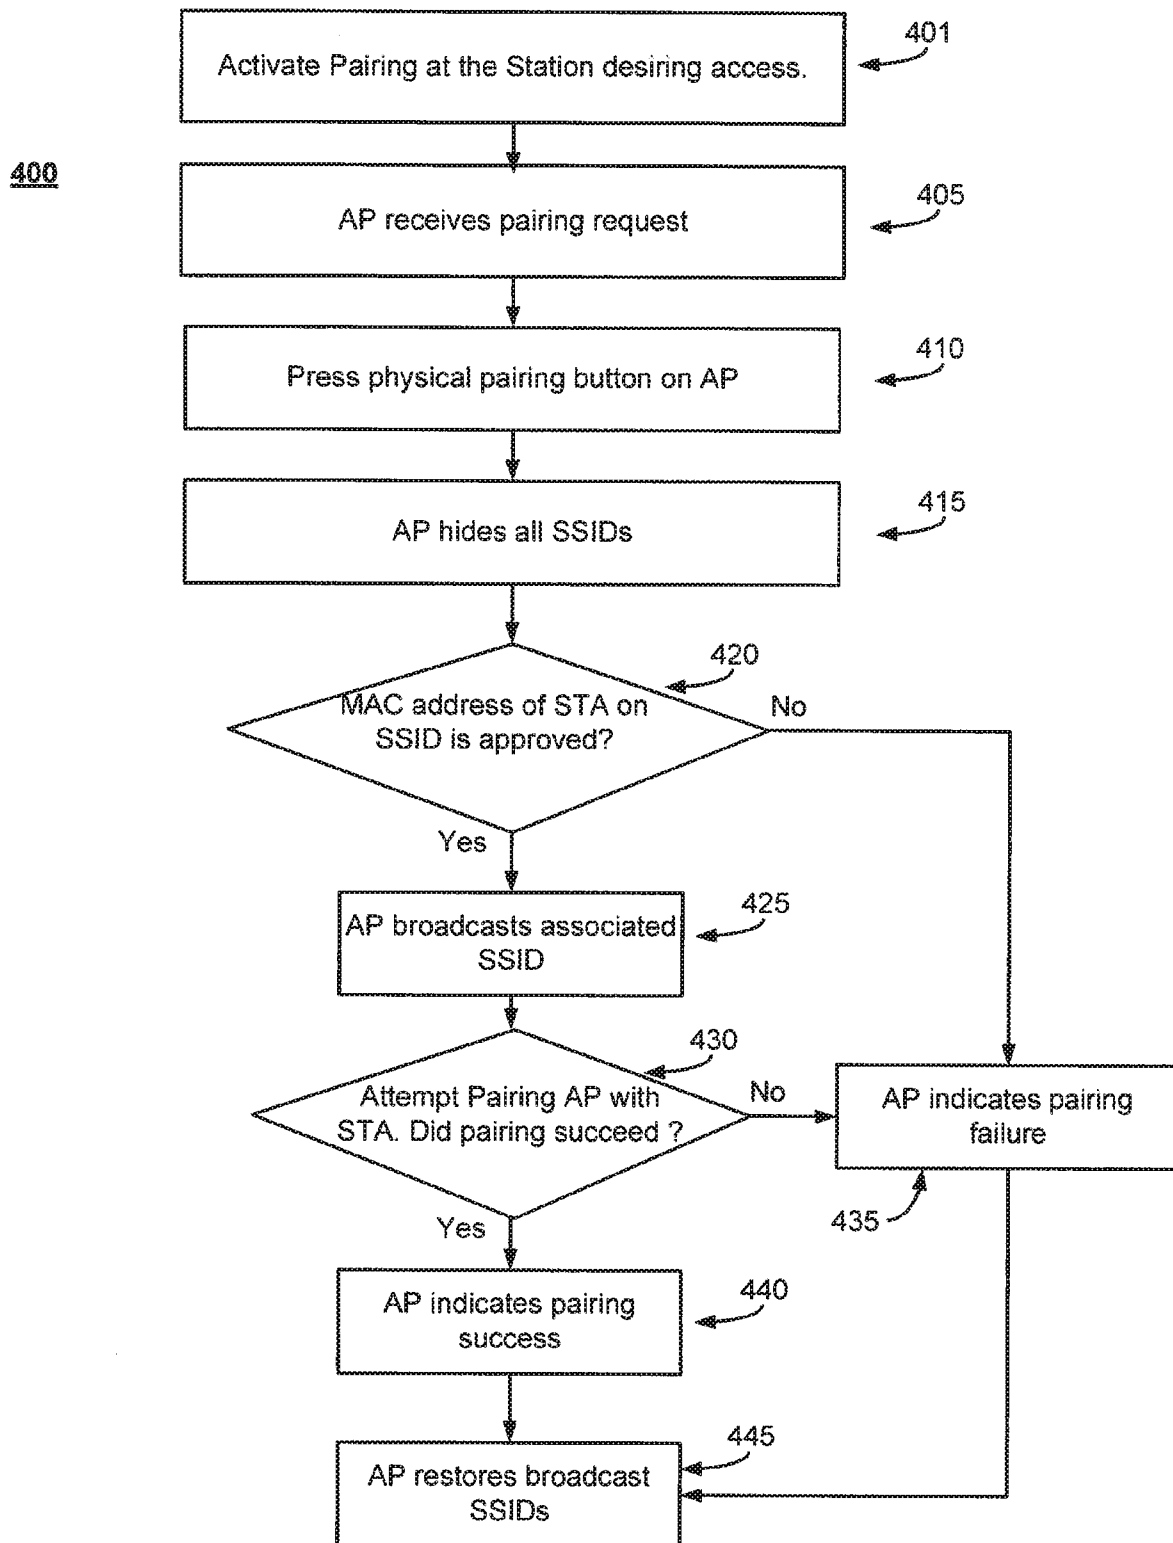 401
Activate Pairing at the Station desiring access.
400
405
AP receives pairing request
410
Press physical pairing button on AP
415
AP hides all SSIDs
420
MAC address of STA on
SSID is approved?
No
Yes
425
AP broadcasts associated
SSID
430
Attempt Pairing AP with
STA. Did pairing succeed ?
No
AP indicates pairing
failure
435
Yes
440
AP indicates pairing
success
445
AP restores broadcast
SSIDs